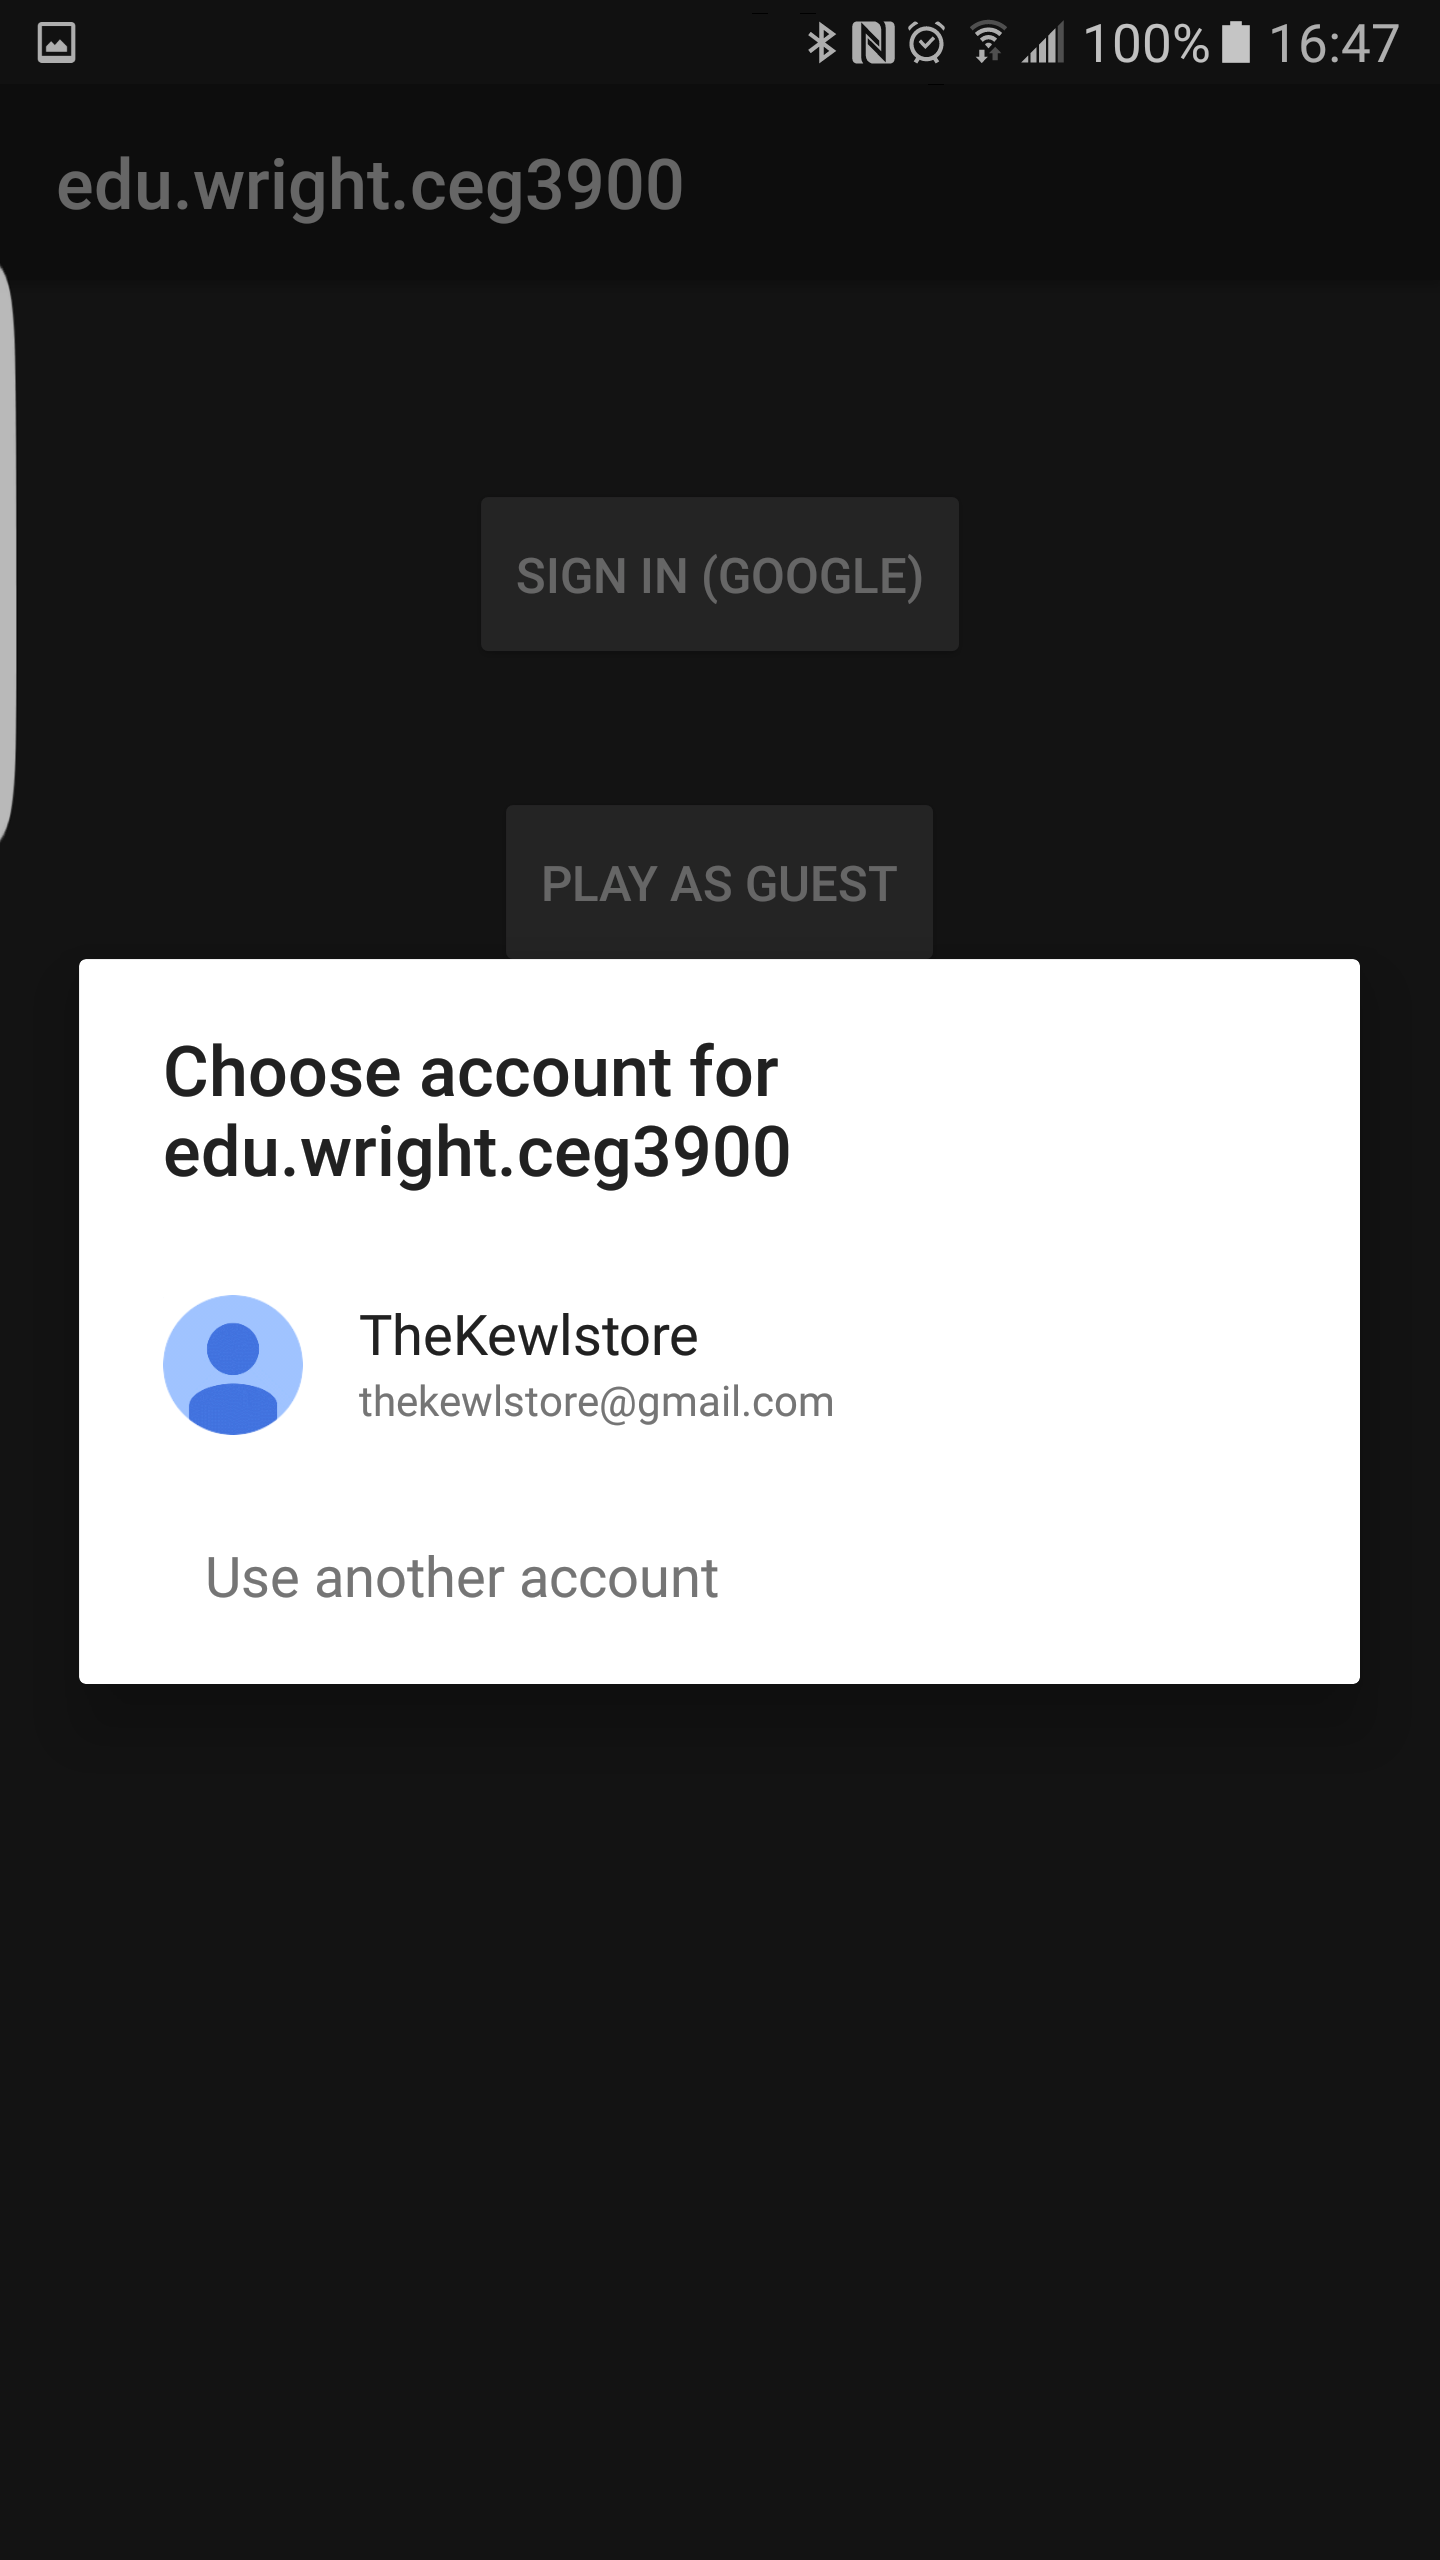 100% 16:47
edu.wright.ceg3900
SIGN IN (GOOGLE)
PLAY AS GUEST
Choose account for
edu.wright.ceg3900
TheKewlstore
thekewlstore@gmail.com
Use another account